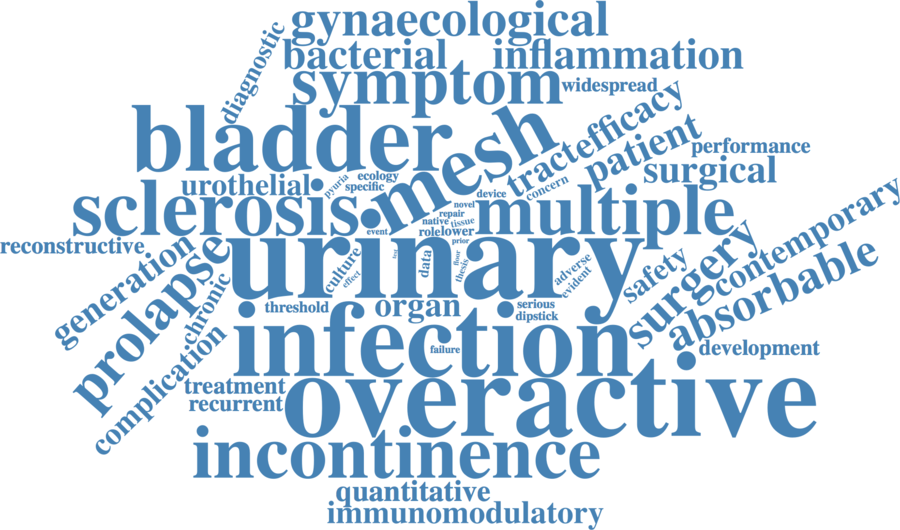 gynaecological
diagnostic
bacterial
inflammation
symptom
widespread
bladder
mesh
tract
efficacy
patient
performance
surgical
urothelial
pyuria
ecology
specific
concern
device
sclerosis
novel
repair
native
tissue
multiple
contemporary
event
role
lower
prior
reconstructive
generation
prolapse
urinary
culture
effect
test
data
floor
thesis
adverse
evident
safety
surgery
absorbable
chronic
threshold
organ
serious
dipstick
complication
infection
failure
development
treatment
recurrent
overactive
incontinence
quantitative
immunomodulatory